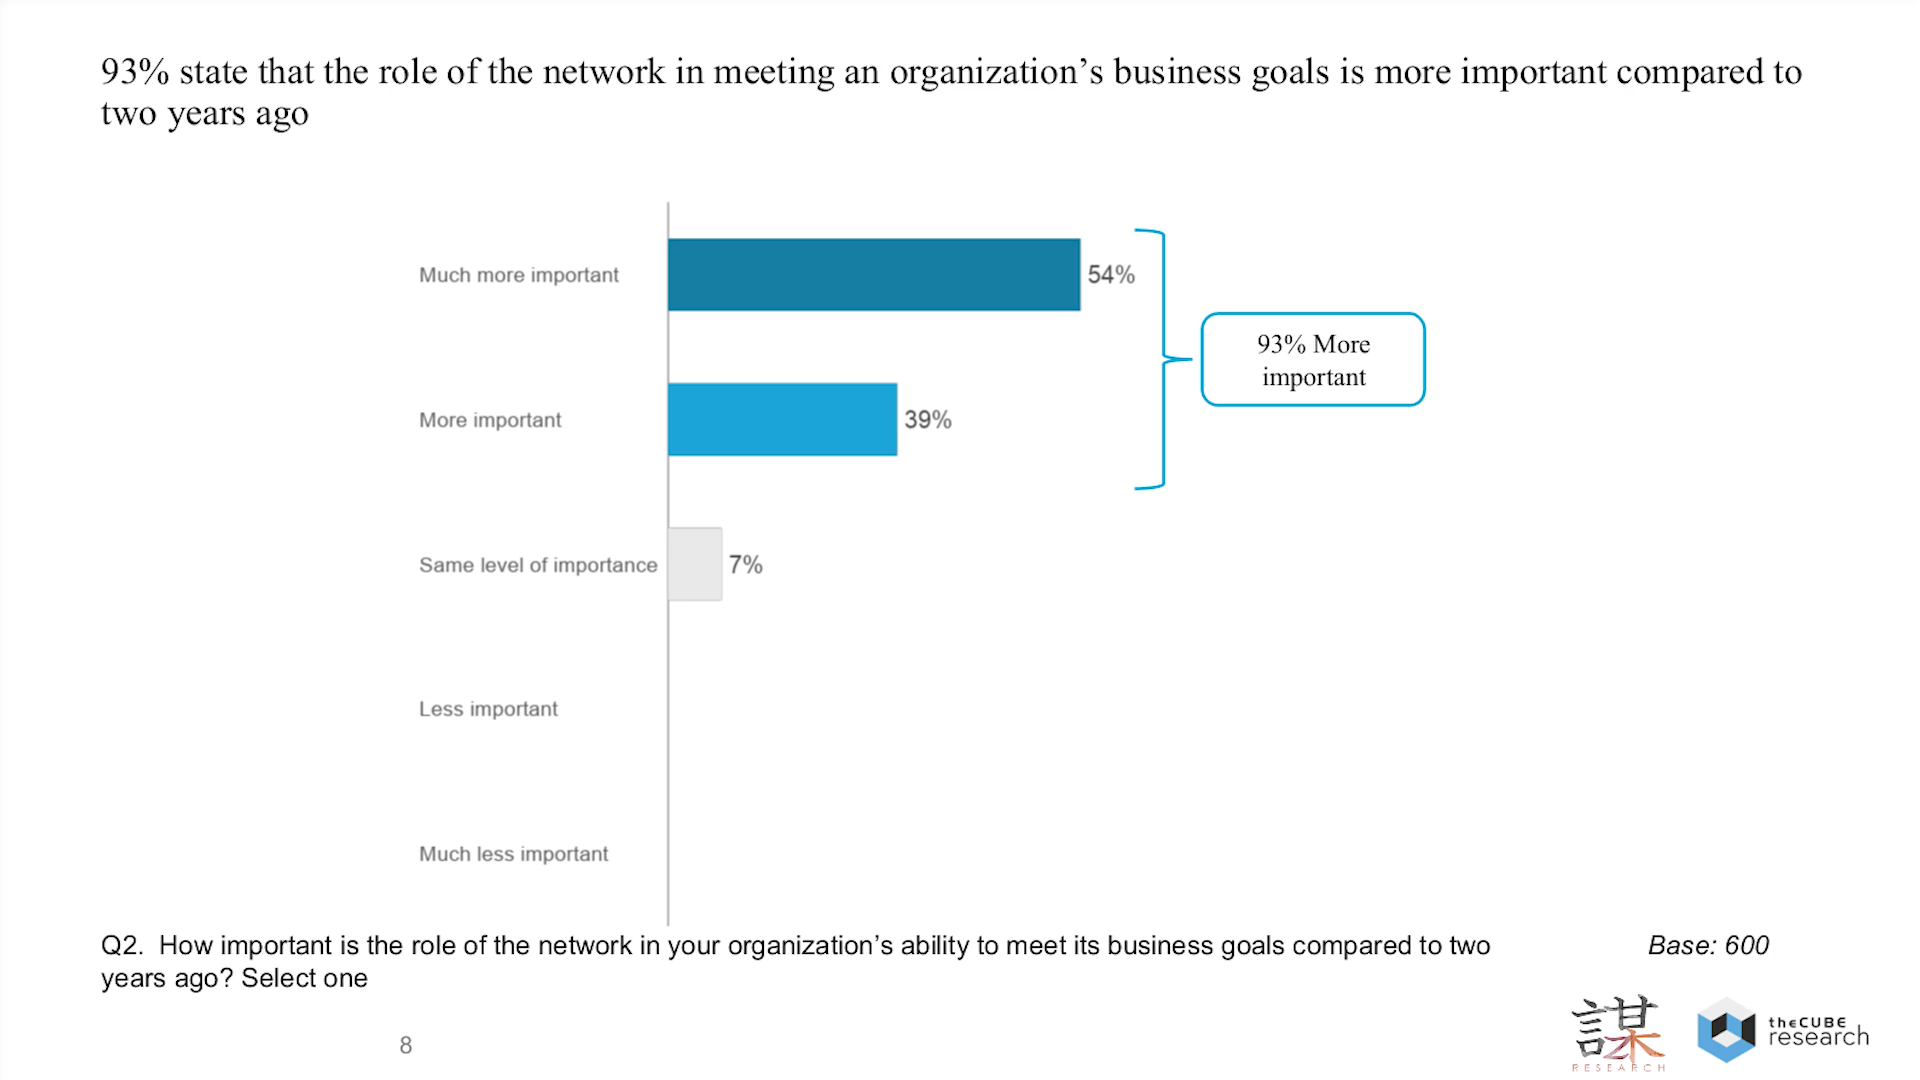 93% state that the role of the network in meeting an organization’s business goals is more important compared to
two years ago
Much more important
54%
More important
39%
93% More
important
Same level of importance
7%
Less important
Much less important
Q2.  How important is the role of the network in your organization’s ability to meet its business goals compared to two
years ago? Select one
Base: 600
8
謀
ZK
RESEARCH
theCUBE
research